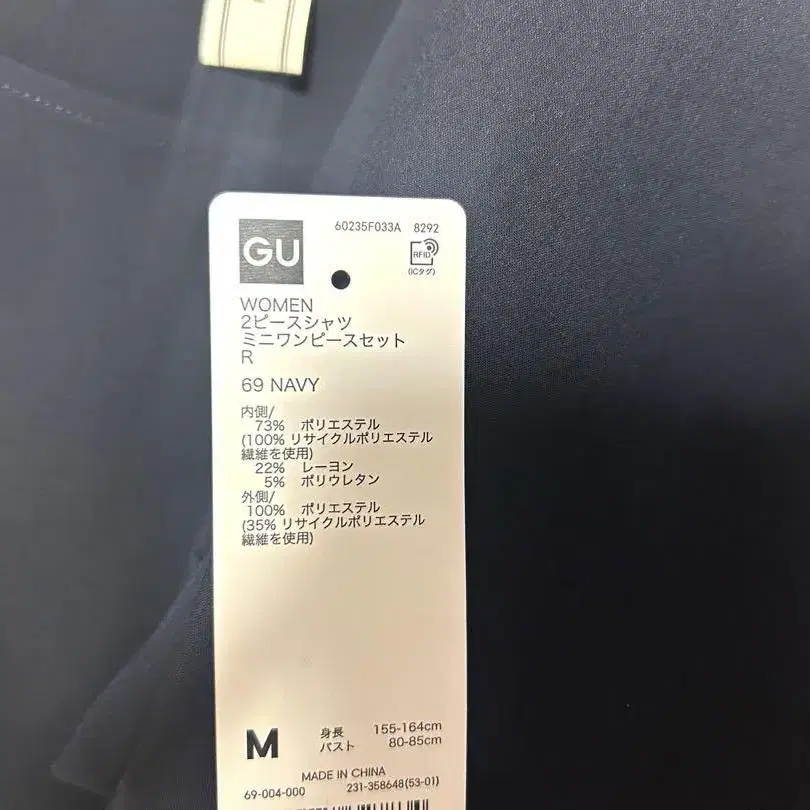 60235F033A 8292
GU
RFID
(ICタグ)
WOMEN
2ピースシャツ
ミニワンピースセット
R
69 NAVY
内側/
73% ポリエステル
(100% リサイクルポリエステル
繊維を使用)
22% レーヨン
5% ポリウレタン
外側/
100% ポリエステル
(35% リサイクルポリエステル
繊維を使用)
M
身長 155-164cm
バスト 80-85cm
MADE IN CHINA
69-004-000 231-358648(53-01)